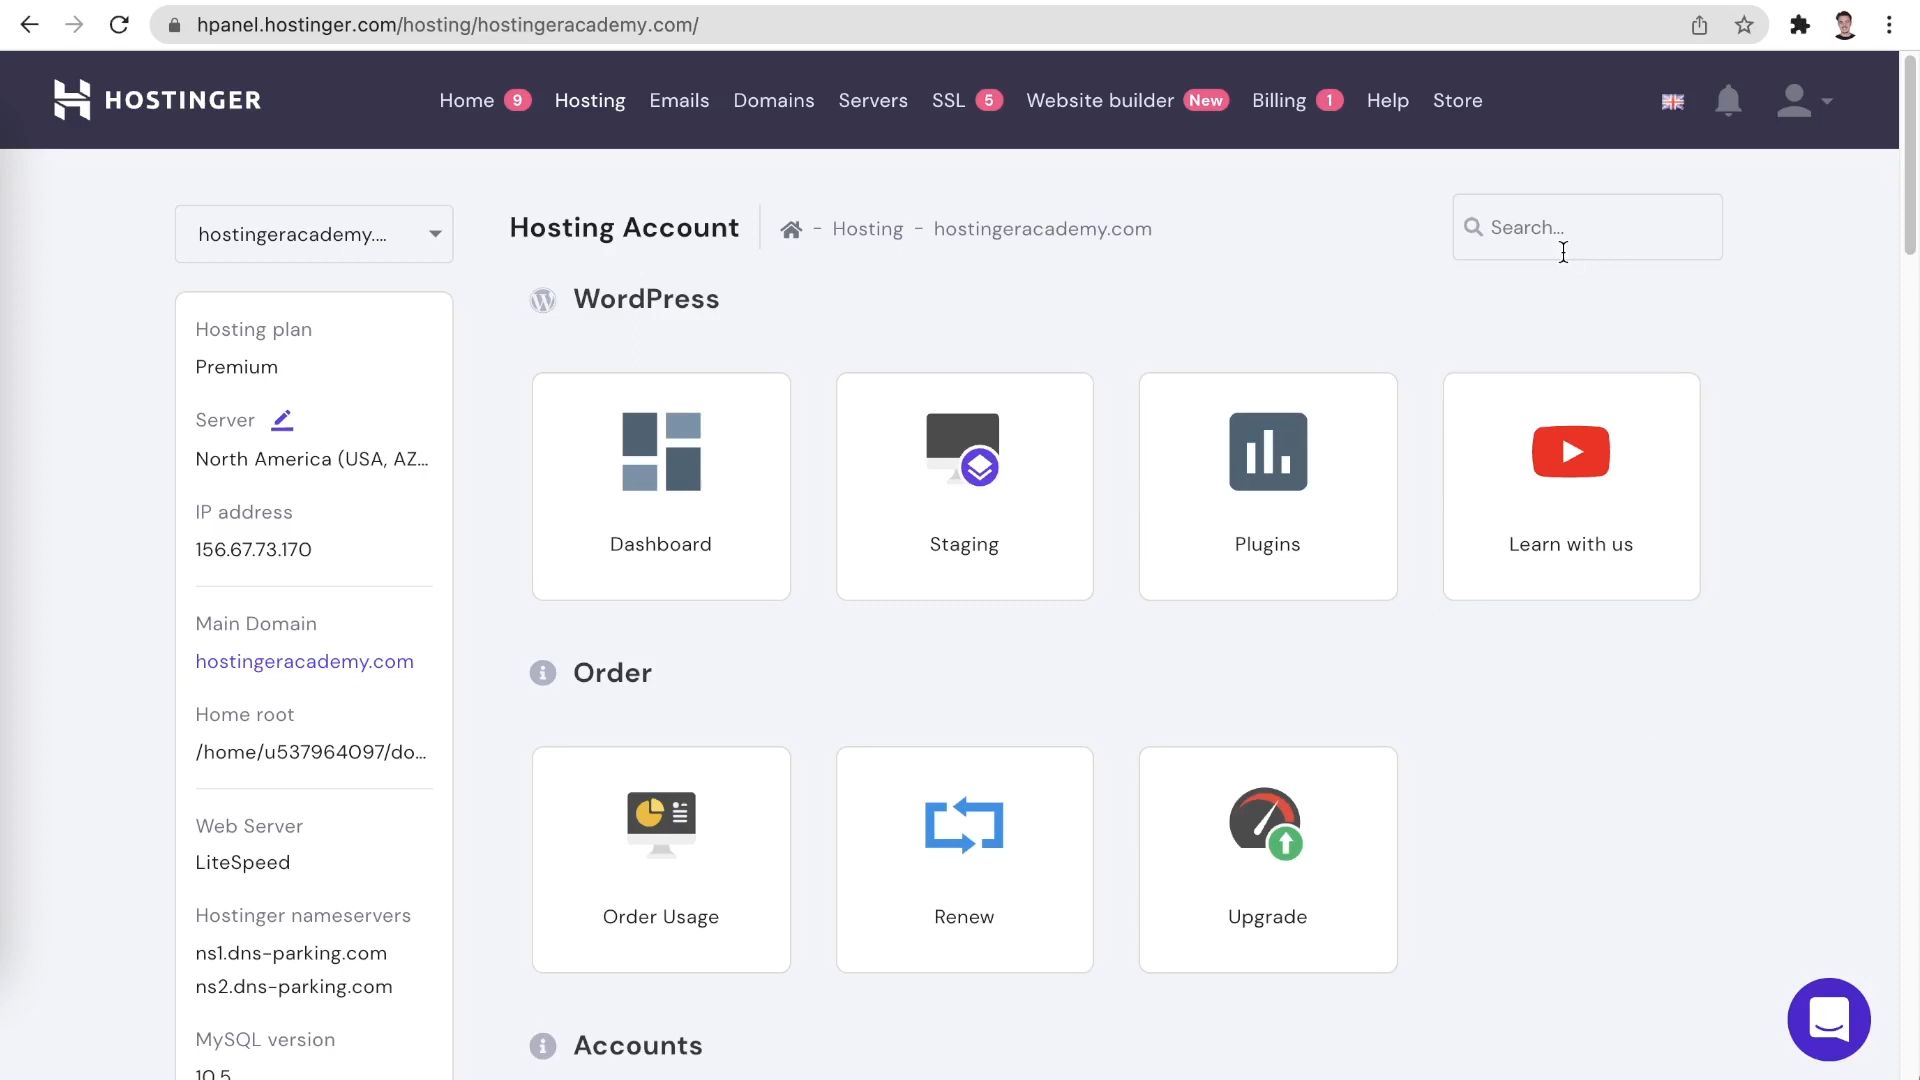 hpanel.hostinger.com/hosting/hostingeracademy.com/
HOSTINGER
Home 9 Hosting Emails Domains Servers SSL 5 Website builder New Billing 1 Help Store
hostingeracademy....
Hosting Account - Hosting - hostingeracademy.com
Search...
Hosting plan
Premium
Server
North America (USA, AZ...
IP address
156.67.73.170
Main Domain
hostingeracademy.com
Home root
/home/u537964097/do...
Web Server
LiteSpeed
Hostinger nameservers
ns1.dns-parking.com
ns2.dns-parking.com
MySQL version
10.5
WordPress
Dashboard
Staging
Plugins
Learn with us
Order
Order Usage
Renew
Upgrade
Accounts